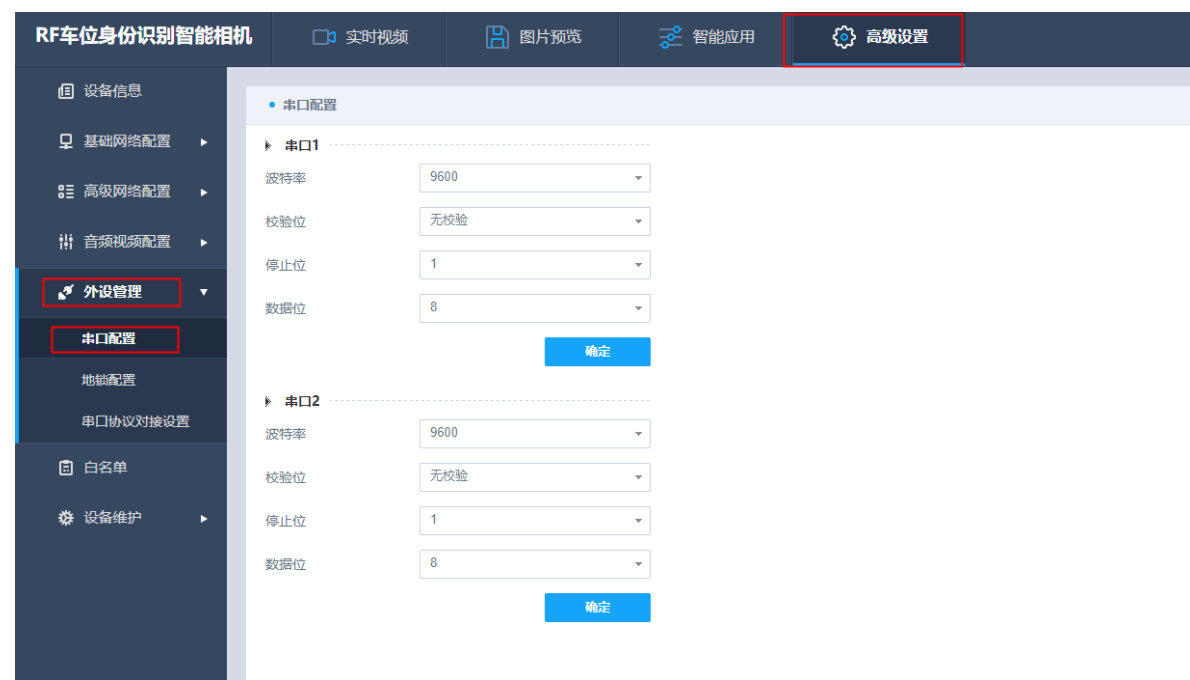 RF车位身份识别智能相机 实时视频 图片预览 智能应用 高级设置
设备信息
基础网络配置
高级网络配置
音频视频配置
外设管理
串口配置
地锁配置
串口协议对接设置
白名单
设备维护
串口配置
串口1
波特率 9600
校验位 无校验
停止位 1
数据位 8
确定
串口2
波特率 9600
校验位 无校验
停止位 1
数据位 8
确定